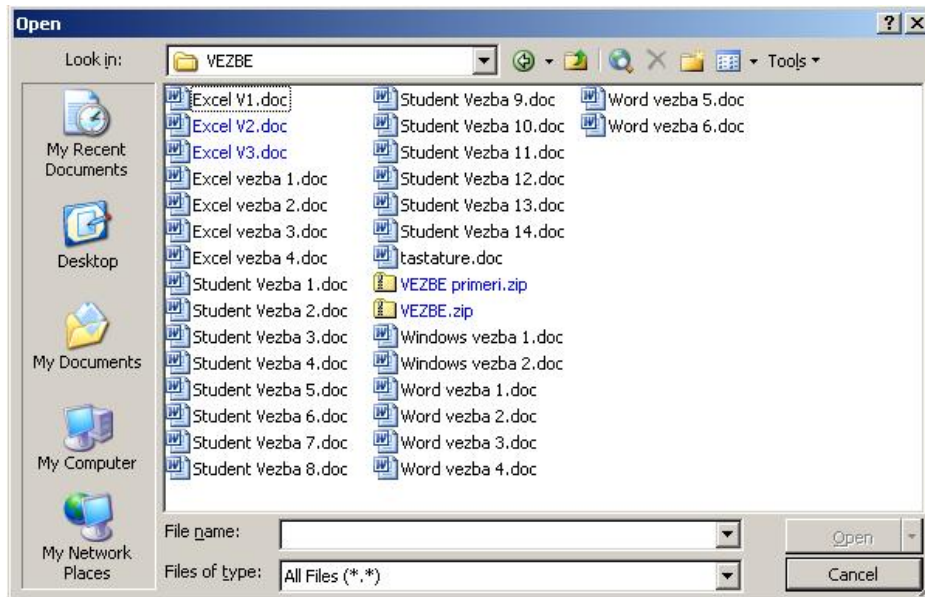 Open
Look in:
VEZBE
Tools
My Recent
Documents
Desktop
My Documents
My Computer
My Network
Places
Excel V1.doc
Excel V2.doc
Excel V3.doc
Excel vezba 1.doc
Excel vezba 2.doc
Excel vezba 3.doc
Excel vezba 4.doc
Student Vezba 1.doc
Student Vezba 2.doc
Student Vezba 3.doc
Student Vezba 4.doc
Student Vezba 5.doc
Student Vezba 6.doc
Student Vezba 7.doc
Student Vezba 8.doc
Student Vezba 9.doc
Student Vezba 10.doc
Student Vezba 11.doc
Student Vezba 12.doc
Student Vezba 13.doc
Student Vezba 14.doc
tastature.doc
VEZBE primeri.zip
VEZBE.zip
Windows vezba 1.doc
Windows vezba 2.doc
Word vezba 1.doc
Word vezba 2.doc
Word vezba 3.doc
Word vezba 4.doc
Word vezba 5.doc
Word vezba 6.doc
File name:
Open
Files of type:
All Files (*.*)
Cancel